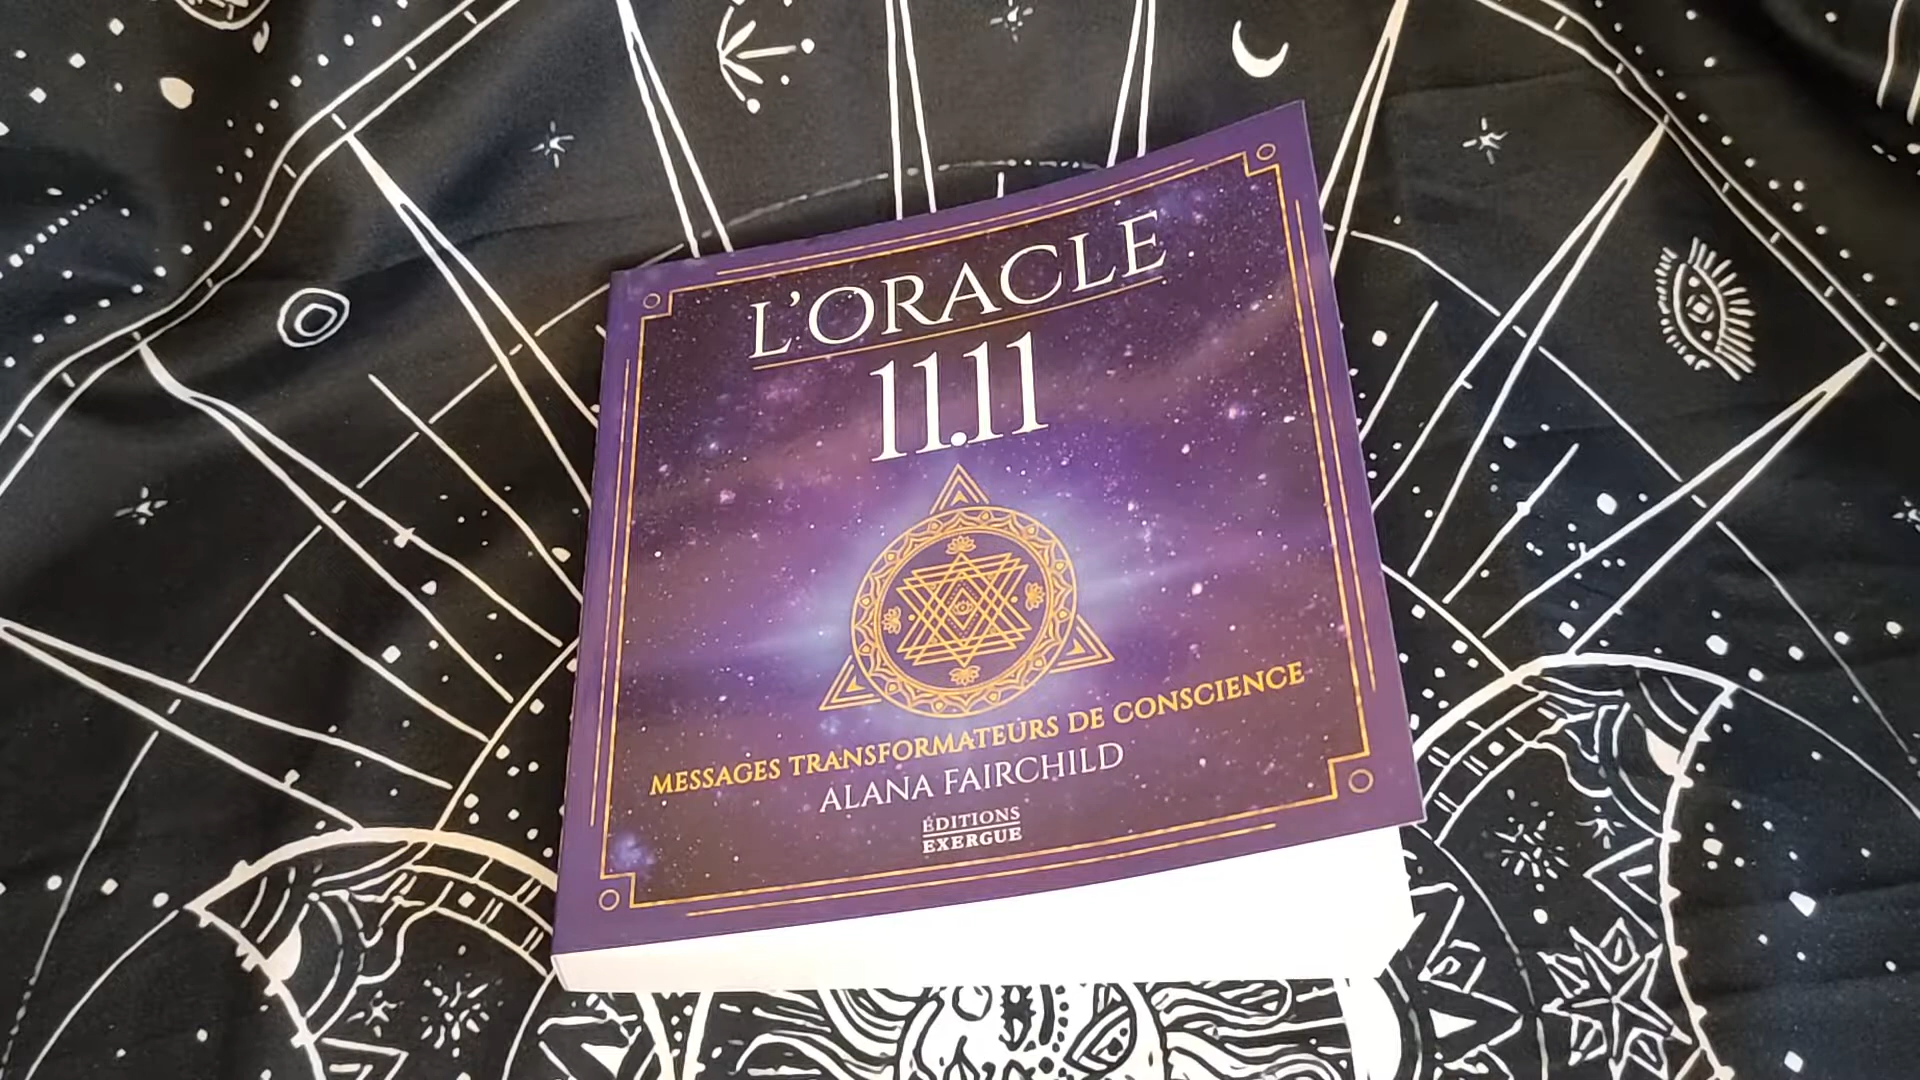 L'ORACLE
11.11
MESSAGES TRANSFORMATEURS DE CONSCIENCE
ALANA FAIRCHILD
ÉDITIONS
EXERGUE